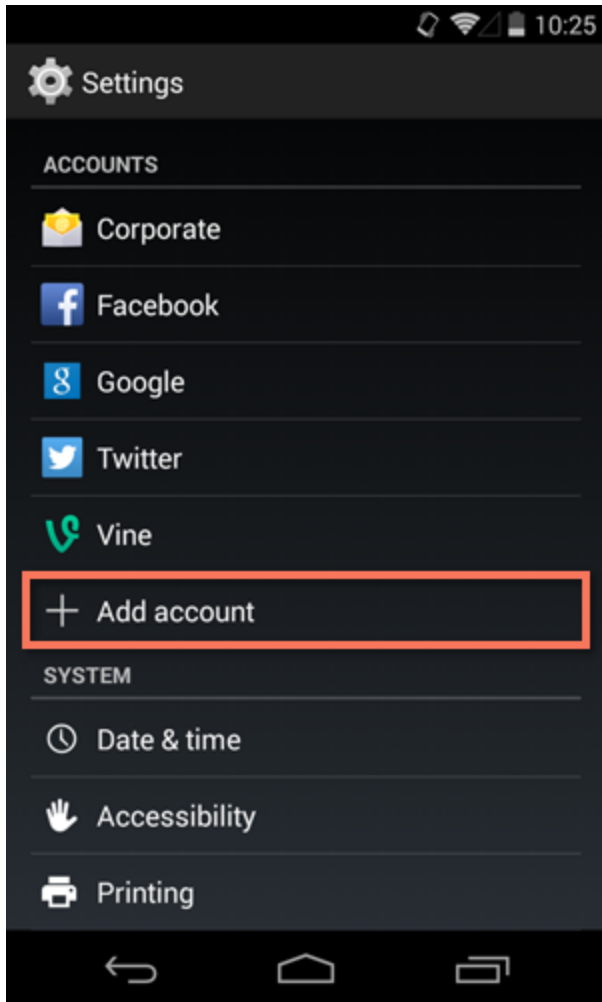 10:25
Settings
ACCOUNTS
Corporate
Facebook
Google
Twitter
Vine
Add account
SYSTEM
Date & time
Accessibility
Printing